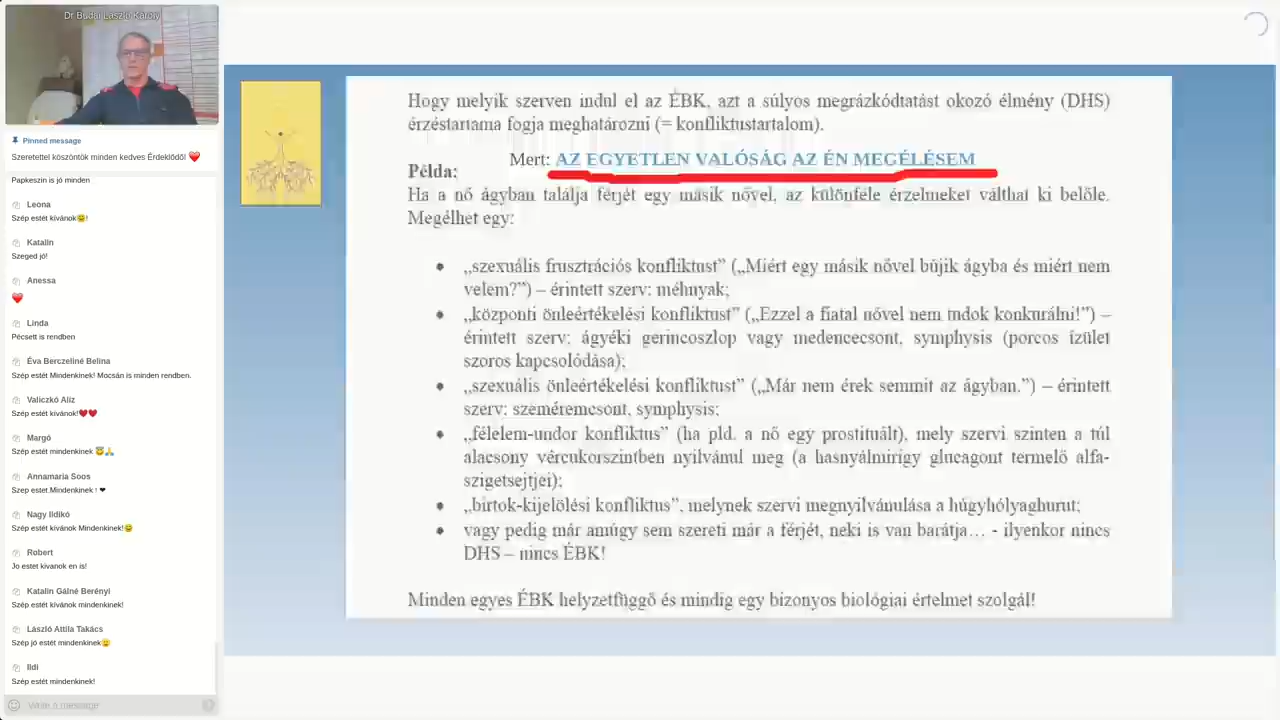 Dr Budai László Károly
Pinned message
Szeretettel köszöntök minden kedves Érdeklődőt ❤️
Papkeszin is jó minden
Leona
Szép estét kívánok😊!
Katalin
Szeged jó!
Anessa
❤️
Linda
Pécsett is rendben
Éva Berczeliné Belina
Szép estét Mindenkinek! Mocsán is minden rendben.
Valiczkó Alíz
Szép estét kívánok!❤️❤️
Margó
Szép estét mindenkinek 😇🙏
Annamaria Soos
Szep estet Mindenkinek ! ❤
Nagy Ildikó
Szép estét kívánok Mindenkinek!😊
Robert
Jo estet kivanok en is!
Katalin Gálné Berényi
Szép estét kívánok mindenkinek!
László Attila Takács
Szép jó estét mindenkinek🙂
Ildi
Szép estét mindenkinek!
Write a message
Hogy melyik szerven indul el az ÉBK, azt a súlyos megrázkódtatást okozó élmény (DHS)
érzéstartama fogja meghatározni (= konfliktustartalom).
Mert: AZ EGYETLEN VALÓSÁG AZ ÉN MEGÉLÉSEM
Példa:
Ha a nő ágyban találja férjét egy másik nővel, az különféle érzelmeket válthat ki belőle.
Megélhet egy:
• „szexuális frusztrációs konfliktust” („Miért egy másik nővel bújik ágyba és miért nem
velem?”) – érintett szerv: méhnyak;
• „központi önleértékelési konfliktust” („Ezzel a fiatal nővel nem tudok konkurálni!”) –
érintett szerv: ágyéki gerincoszlop vagy medencecsont, symphysis (porcos ízület
szoros kapcsolódása);
• „szexuális önleértékelési konfliktust” („Már nem érek semmit az ágyban.”) – érintett
szerv: szeméremcsont, symphysis;
• „félelem-undor konfliktus” (ha pld. a nő egy prostituált), mely szervi szinten a túl
alacsony vércukorszintben nyilvánul meg (a hasnyálmirigy glucagont termelő alfa-
szigetsejtjei);
• „birtok-kijelölési konfliktus”, melynek szervi megnyilvánulása a húgyhólyaghurut;
• vagy pedig már amúgy sem szereti már a férjét, neki is van barátja… - ilyenkor nincs
DHS – nincs ÉBK!
Minden egyes ÉBK helyzetfüggő és mindig egy bizonyos biológiai értelmet szolgál!